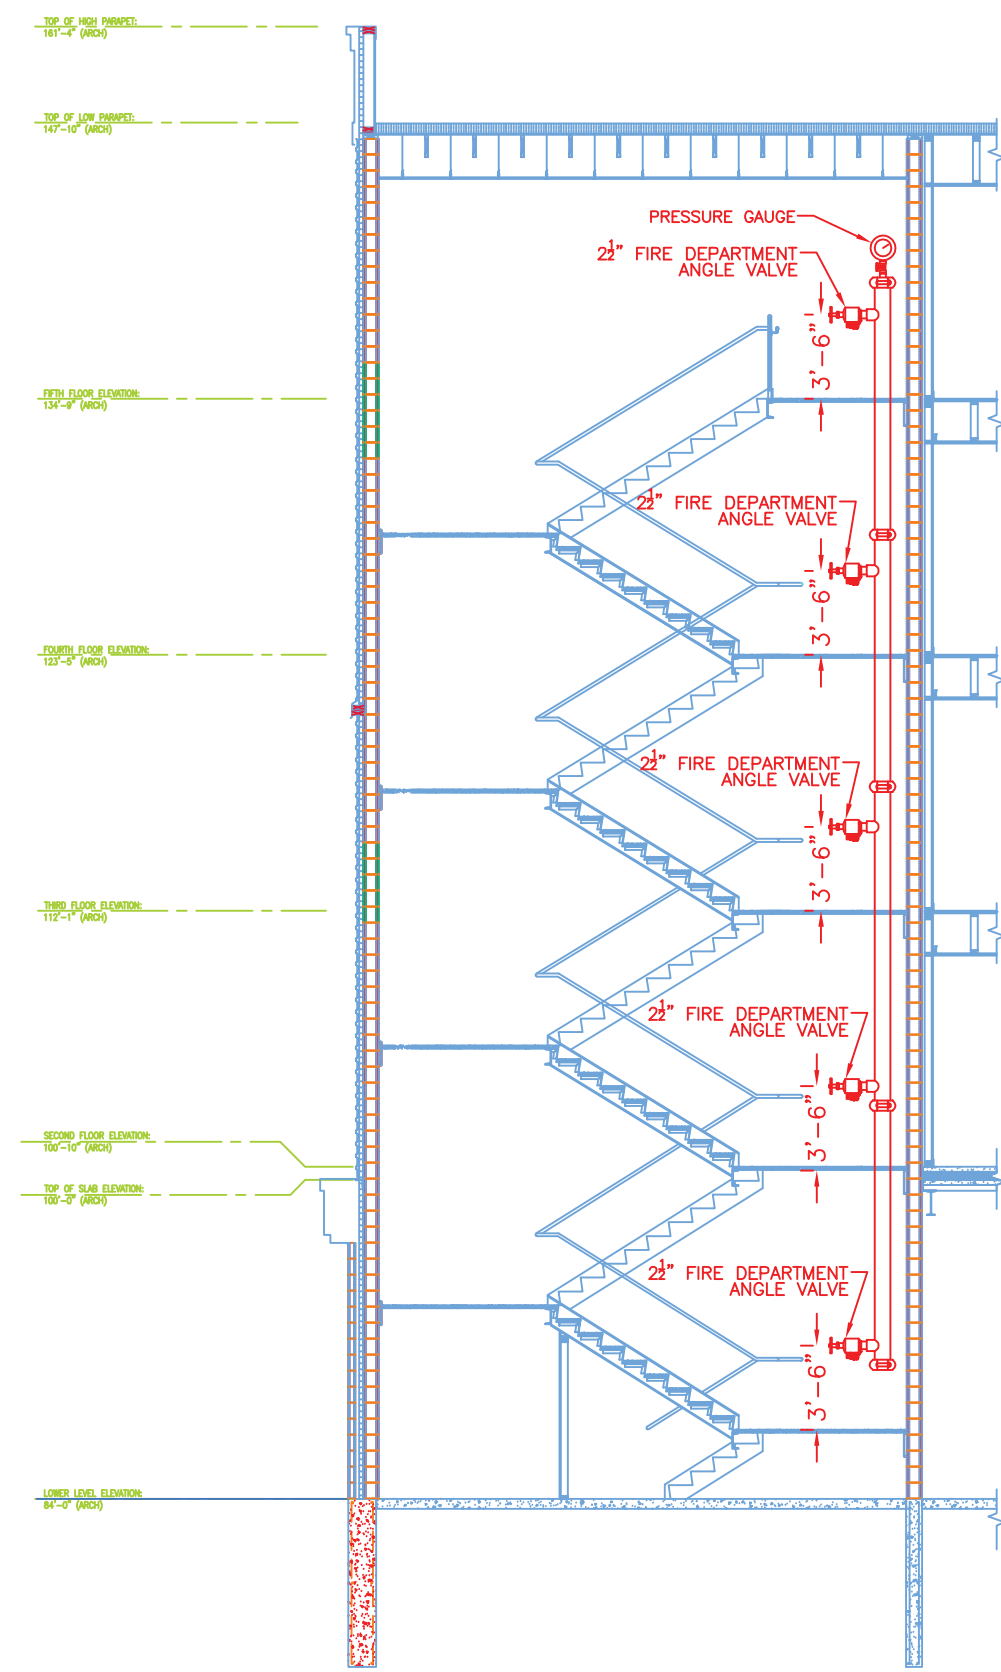 TOP OF HIGH PARAPET:
161'-4" (ARCH)
TOP OF LOW PARAPET:
147'-10" (ARCH)
PRESSURE GAUGE
2½" FIRE DEPARTMENT
ANGLE VALVE
3'-6"
FIFTH FLOOR ELEVATION:
134'-9" (ARCH)
2½" FIRE DEPARTMENT
ANGLE VALVE
3'-6"
FOURTH FLOOR ELEVATION:
123'-5" (ARCH)
2½" FIRE DEPARTMENT
ANGLE VALVE
3'-6"
THIRD FLOOR ELEVATION:
112'-1" (ARCH)
2½" FIRE DEPARTMENT
ANGLE VALVE
3'-6"
SECOND FLOOR ELEVATION:
100'-10" (ARCH)
TOP OF SLAB ELEVATION:
100'-0" (ARCH)
2½" FIRE DEPARTMENT
ANGLE VALVE
3'-6"
LOWER LEVEL ELEVATION:
84'-0" (ARCH)